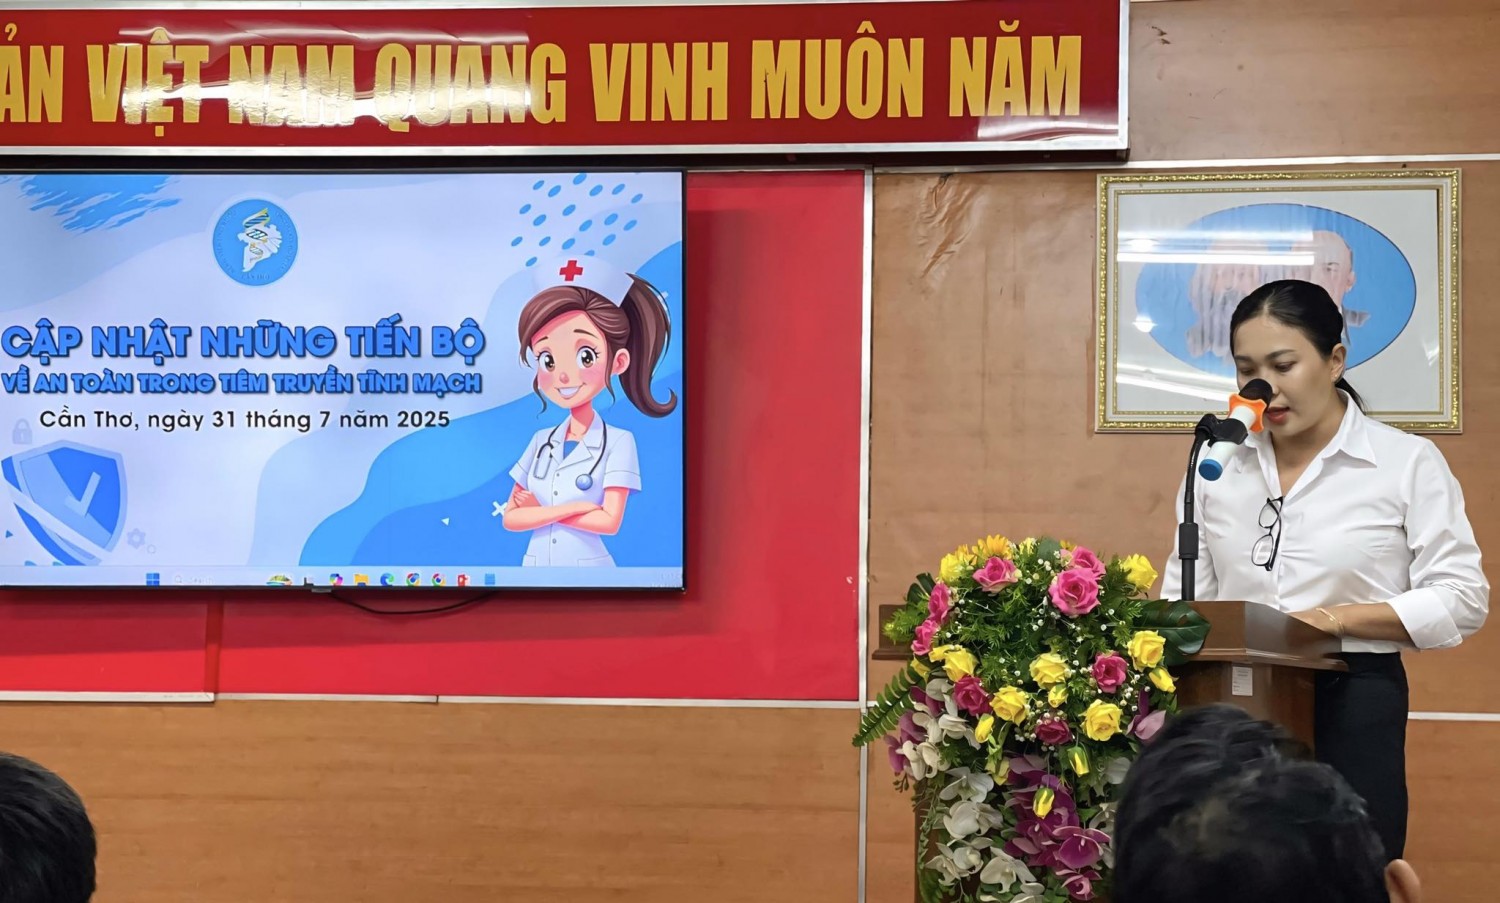 ẢN VIỆT NAM QUANG VINH MUÔN NĂM
CẬP NHẬT NHỮNG TIẾN BỘ
VỀ AN TOÀN TRONG TIÊM TRUYỀN TĨNH MẠCH
Cần Thơ, ngày 31 tháng 7 năm 2025